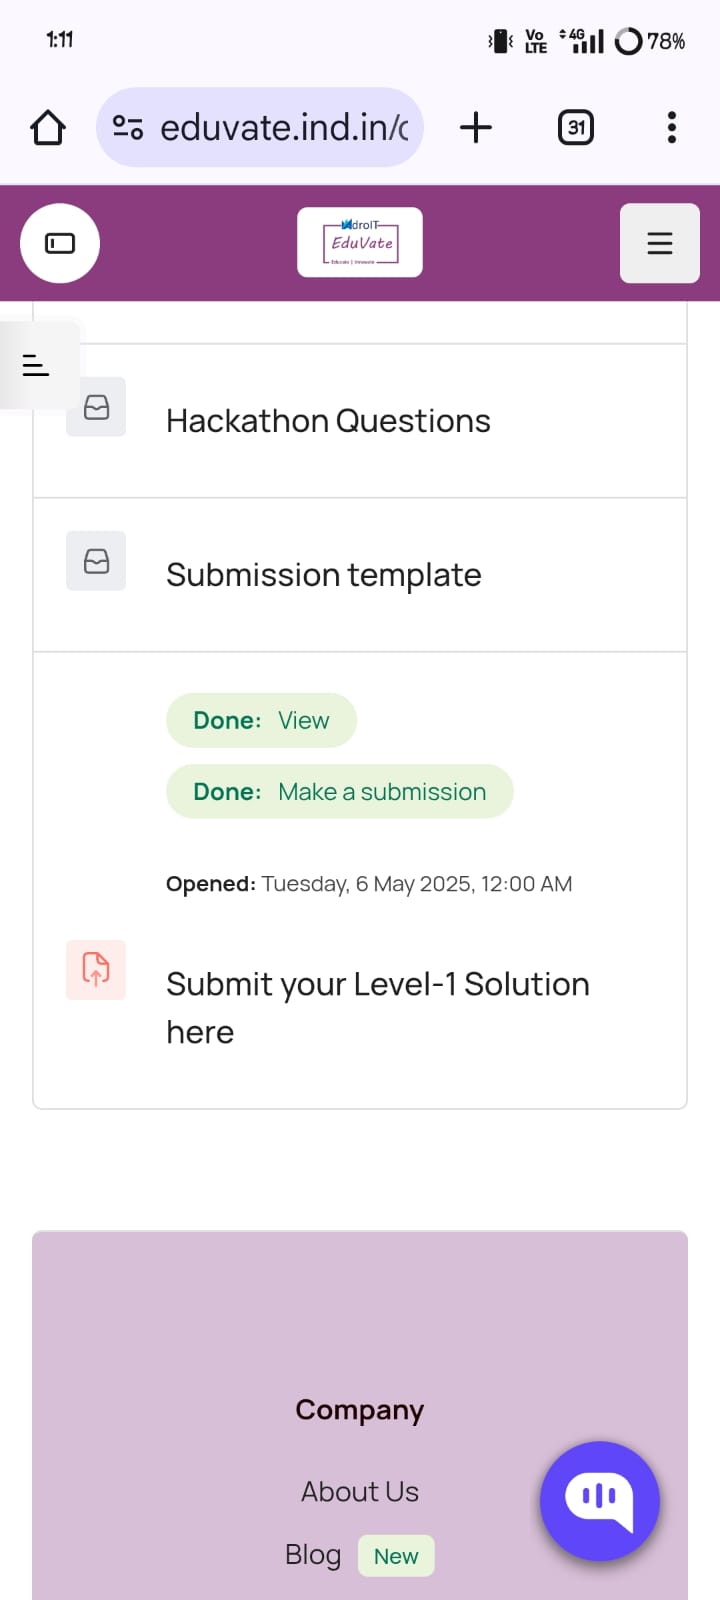 1:11
Vo LTE 4G 78%
eduvate.ind.in/c
31
droIT
EduVate
Educate | Innovate
Hackathon Questions
Submission template
Done: View
Done: Make a submission
Opened: Tuesday, 6 May 2025, 12:00 AM
Submit your Level-1 Solution
here
Company
About Us
Blog New